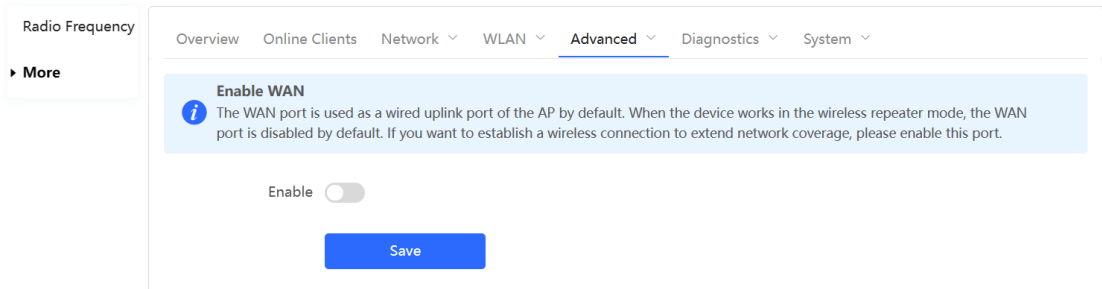 Radio Frequency
More
Overview Online Clients Network WLAN Advanced Diagnostics System
Enable WAN
The WAN port is used as a wired uplink port of the AP by default. When the device works in the wireless repeater mode, the WAN
port is disabled by default. If you want to establish a wireless connection to extend network coverage, please enable this port.
Enable
Save